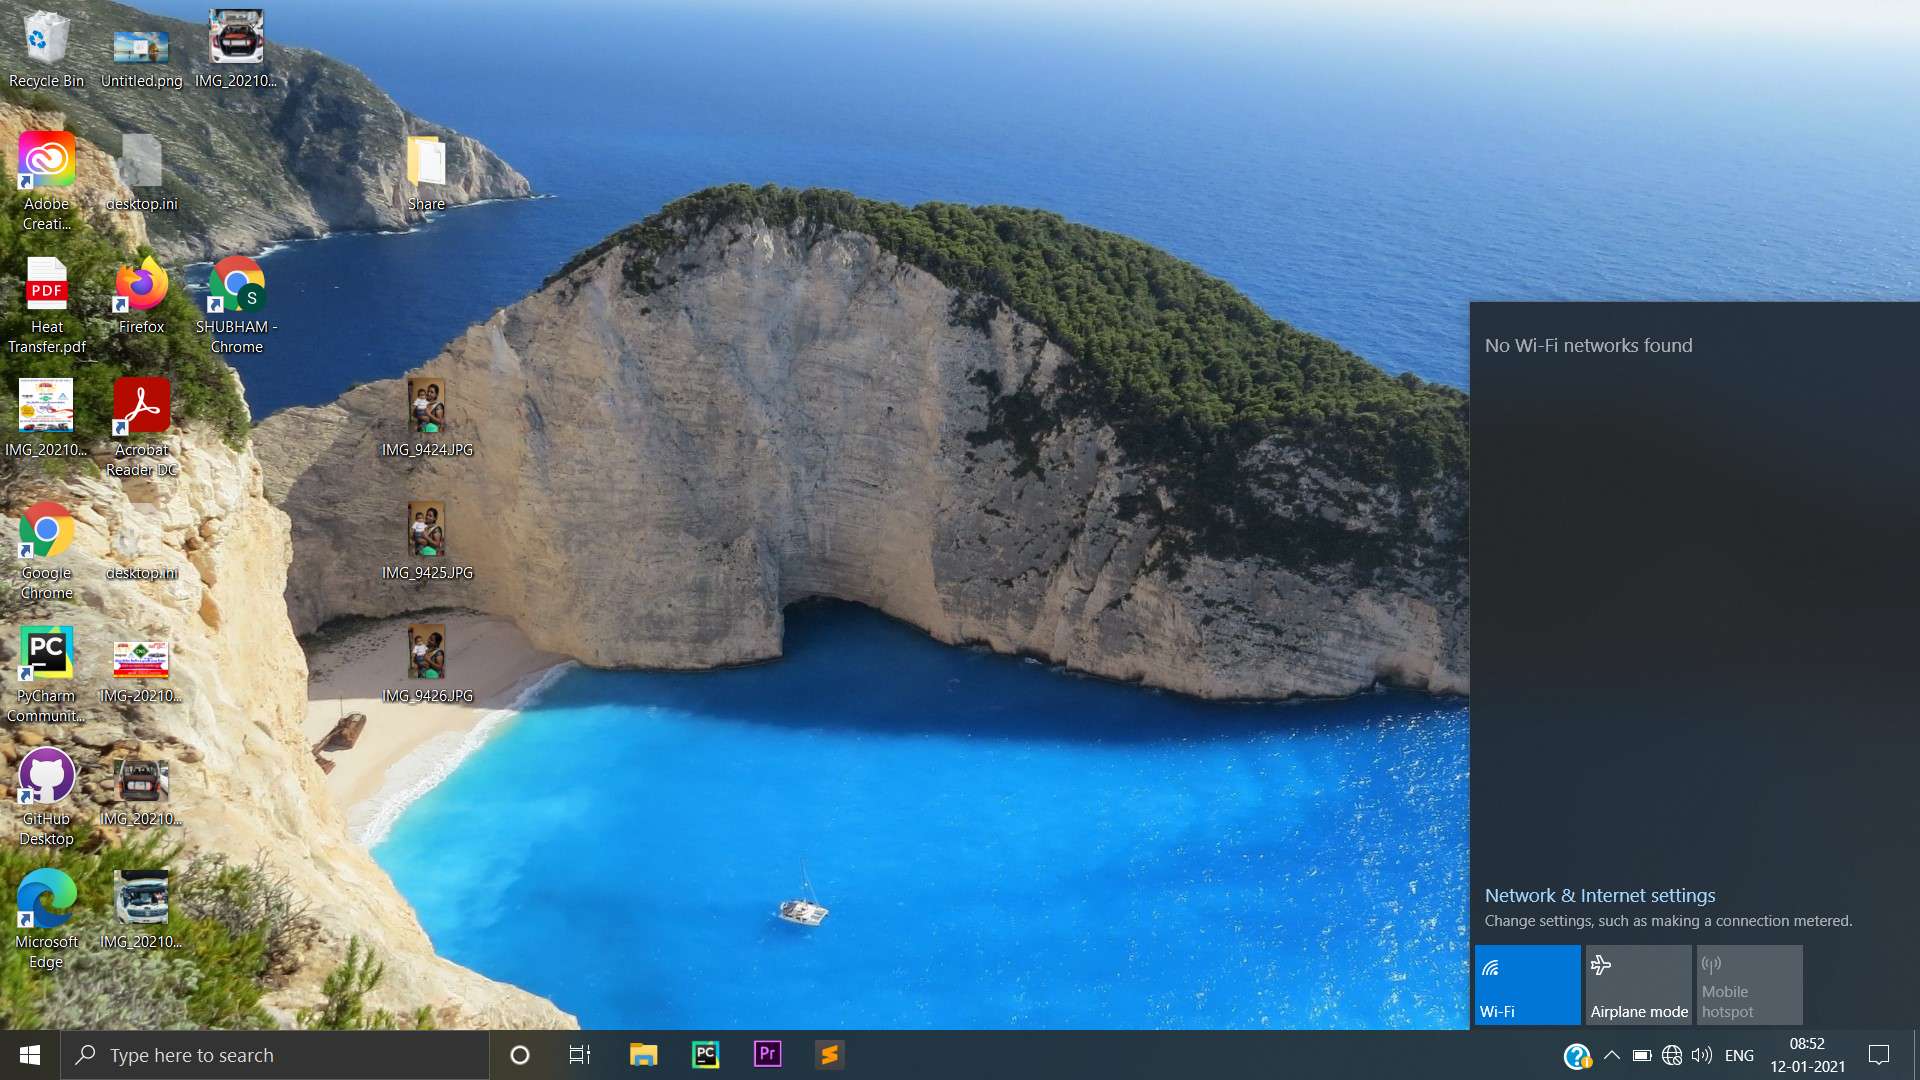 Recycle Bin
Untitled.png
IMG_20210...
Adobe
Creati...
desktop.ini
Share
PDF
Heat
Transfer.pdf
Firefox
S
SHUBHAM -
Chrome
IMG_20210...
Acrobat
Reader DC
IMG_9424.JPG
Google
Chrome
desktop.ini
IMG_9425.JPG
PC
PyCharm
Communit...
IMG-20210...
IMG_9426.JPG
GitHub
Desktop
IMG_20210...
Microsoft
Edge
IMG_20210...
No Wi-Fi networks found
Network & Internet settings
Change settings, such as making a connection metered.
Wi-Fi
Airplane mode
Mobile
hotspot
Type here to search
PC
Pr
ENG
08:52
12-01-2021